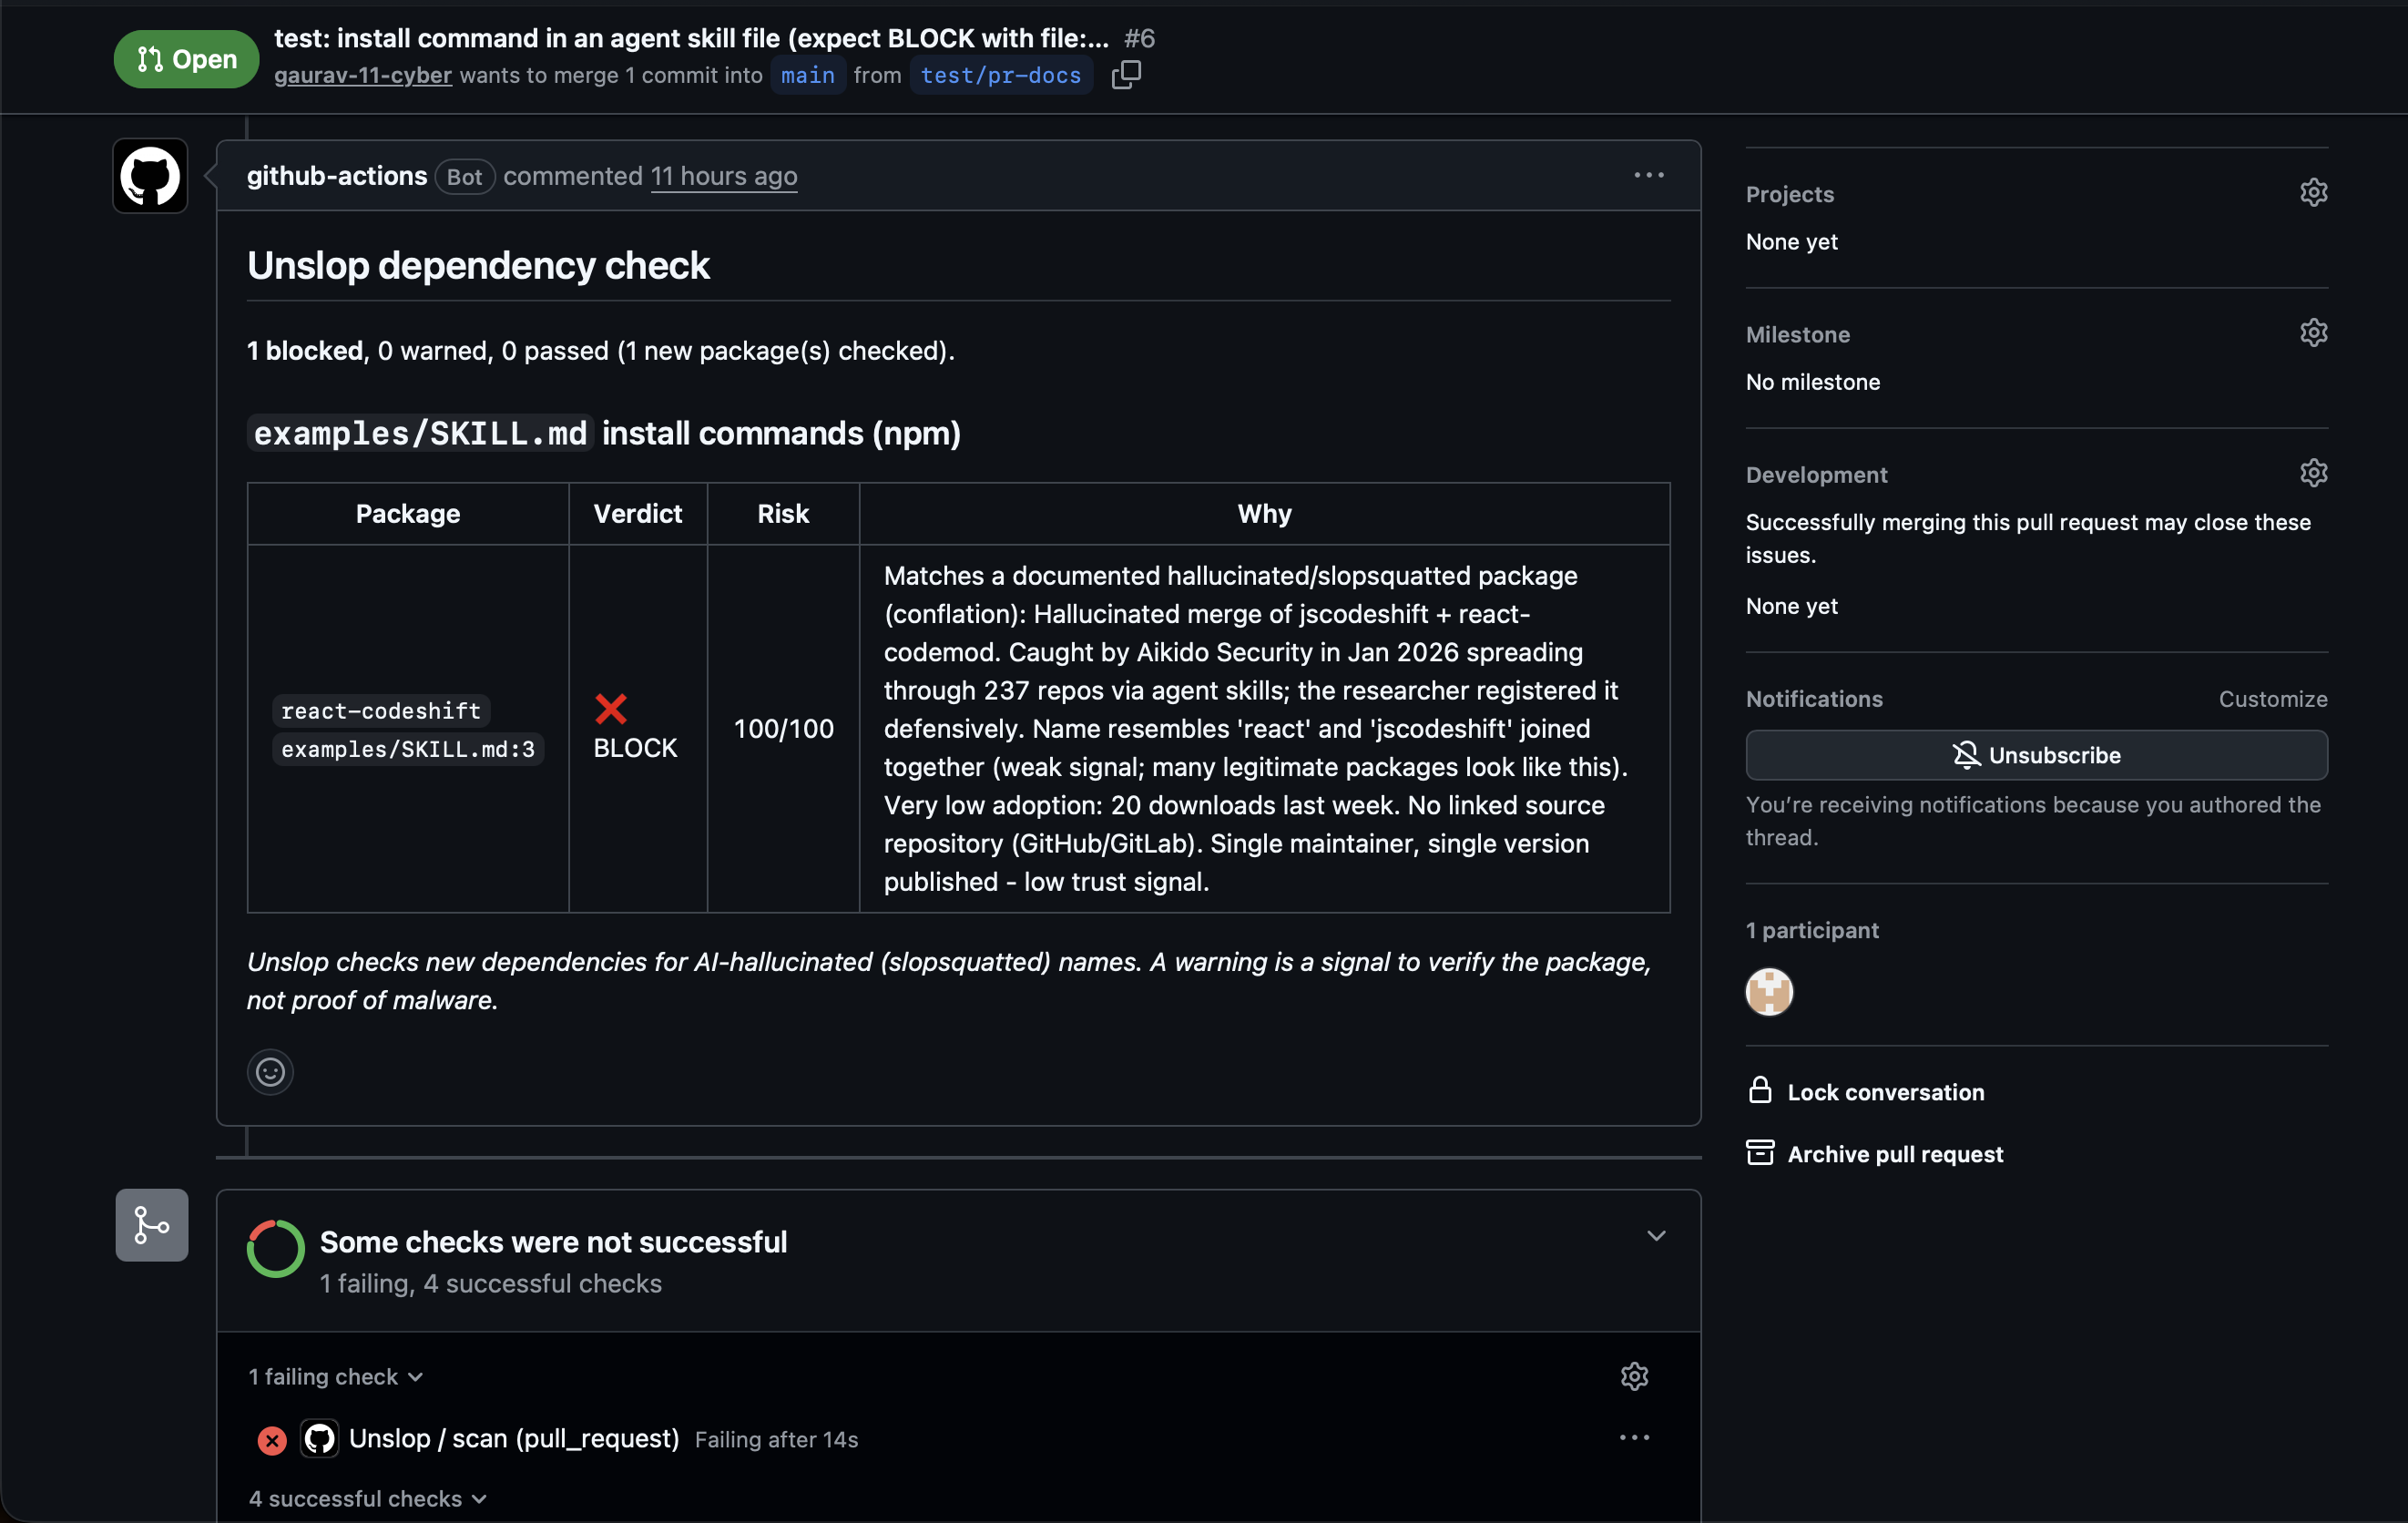 Open
test: install command in an agent skill file (expect BLOCK with file:... #6
gaurav-11-cyber wants to merge 1 commit into main from test/pr-docs
github-actions Bot commented 11 hours ago
Unslop dependency check
1 blocked, 0 warned, 0 passed (1 new package(s) checked).
examples/SKILL.md install commands (npm)
Package Verdict Risk Why
react-codeshift
examples/SKILL.md:3
BLOCK
100/100
Matches a documented hallucinated/slopsquatted package
(conflation): Hallucinated merge of jscodeshift + react-
codemod. Caught by Aikido Security in Jan 2026 spreading
through 237 repos via agent skills; the researcher registered it
defensively. Name resembles 'react' and 'jscodeshift' joined
together (weak signal; many legitimate packages look like this).
Very low adoption: 20 downloads last week. No linked source
repository (GitHub/GitLab). Single maintainer, single version
published - low trust signal.
Unslop checks new dependencies for AI-hallucinated (slopsquatted) names. A warning is a signal to verify the package,
not proof of malware.
Some checks were not successful
1 failing, 4 successful checks
1 failing check
Unslop / scan (pull_request) Failing after 14s
4 successful checks
Projects
None yet
Milestone
No milestone
Development
Successfully merging this pull request may close these
issues.
None yet
Notifications Customize
Unsubscribe
You’re receiving notifications because you authored the
thread.
1 participant
Lock conversation
Archive pull request